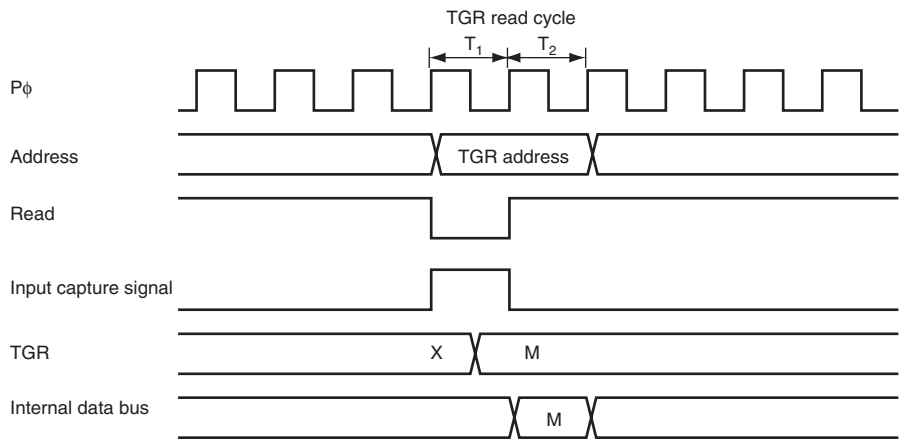 TGR read cycle
T1 T2
Pϕ
Address TGR address
Read
Input capture signal
TGR X M
Internal data bus M